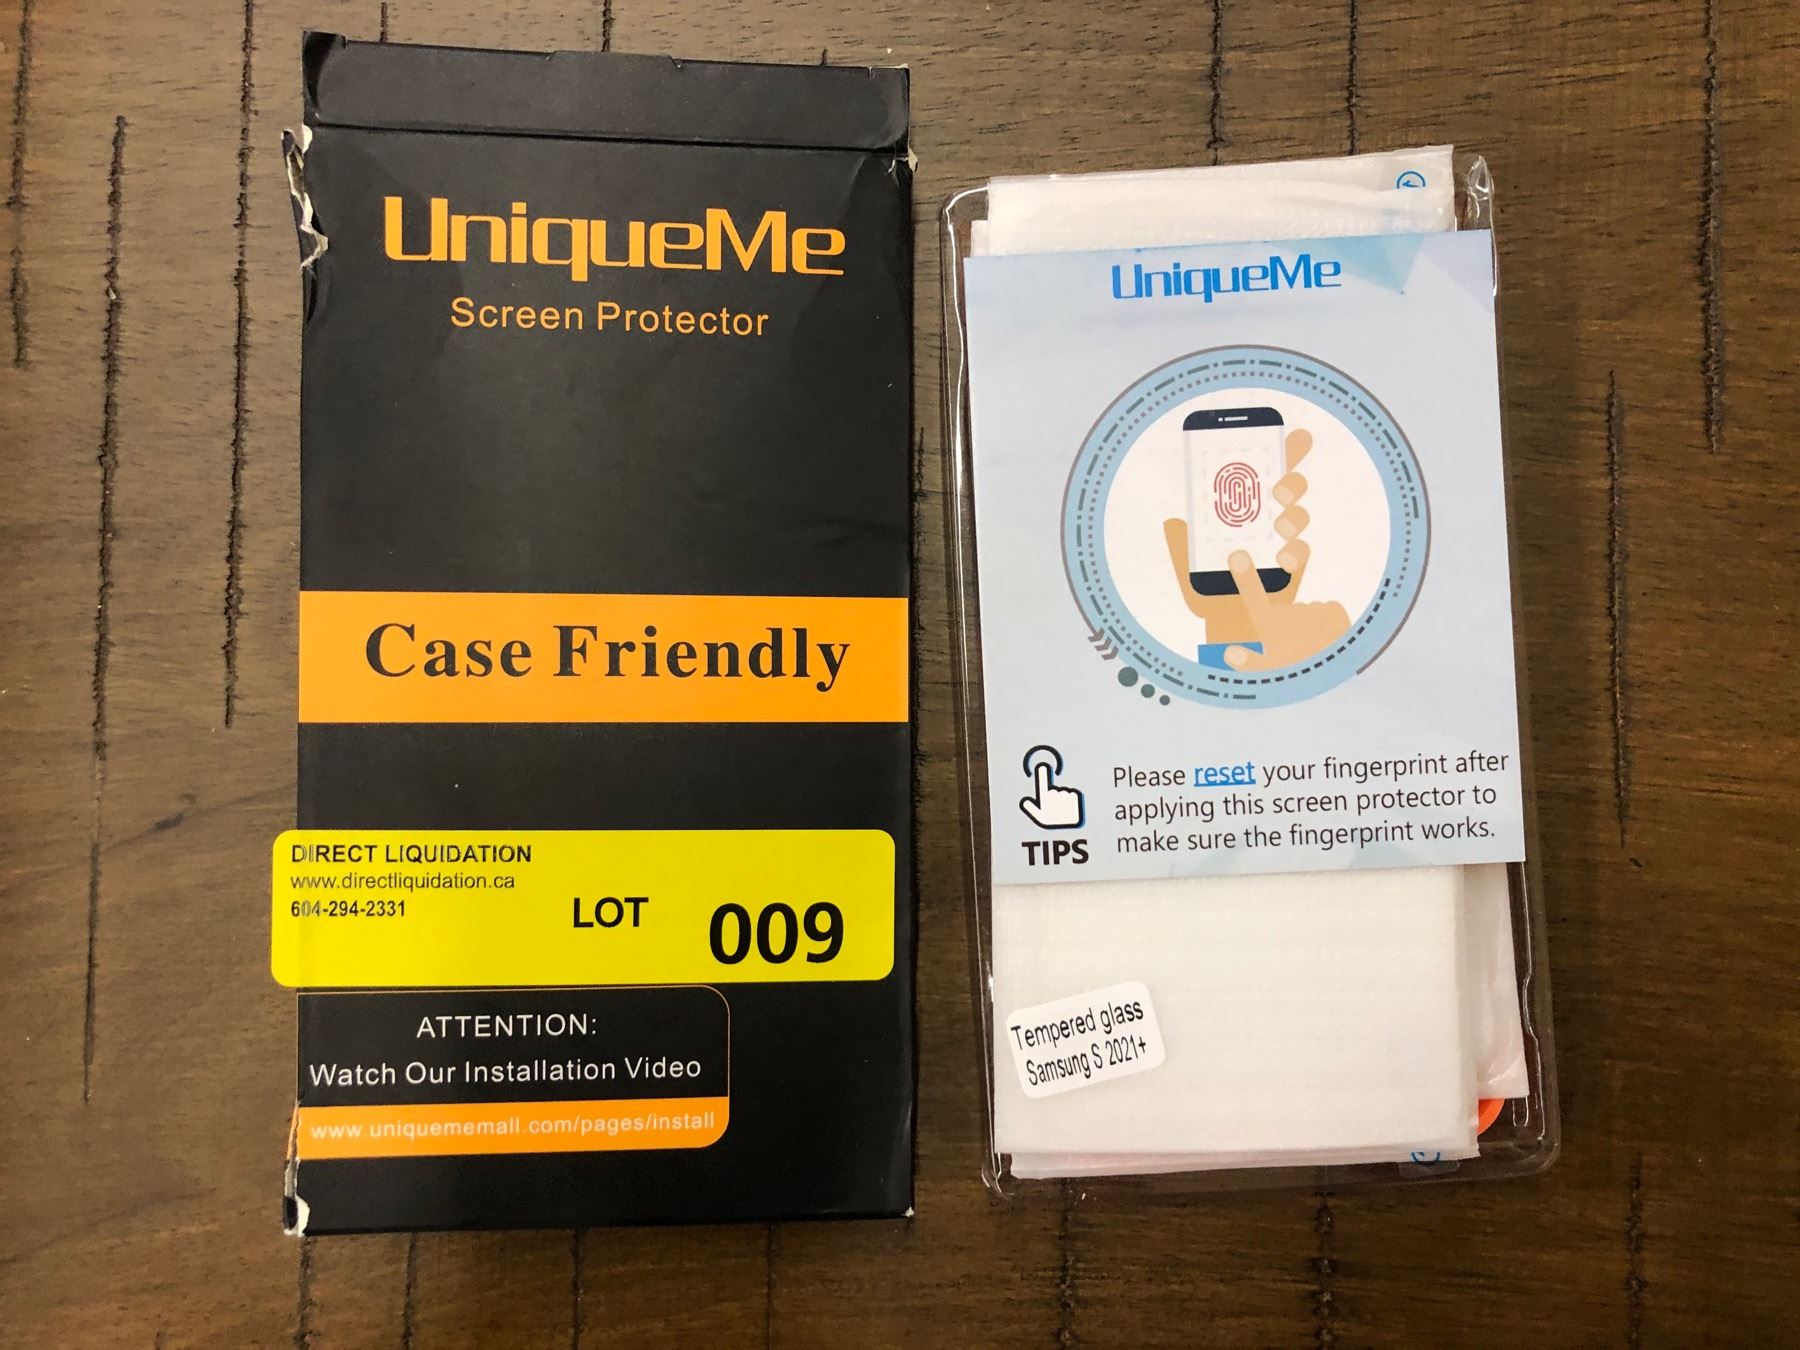 UniqueMe
Screen Protector
Case Friendly
DIRECT LIQUIDATION
www.directliquidation.ca
604-294-2331
LOT 009
ATTENTION:
Watch Our Installation Video
www.uniquememall.com/pages/install
UniqueMe
TIPS
Please reset your fingerprint after
applying this screen protector to
make sure the fingerprint works.
Tempered glass
Samsung S 2021+